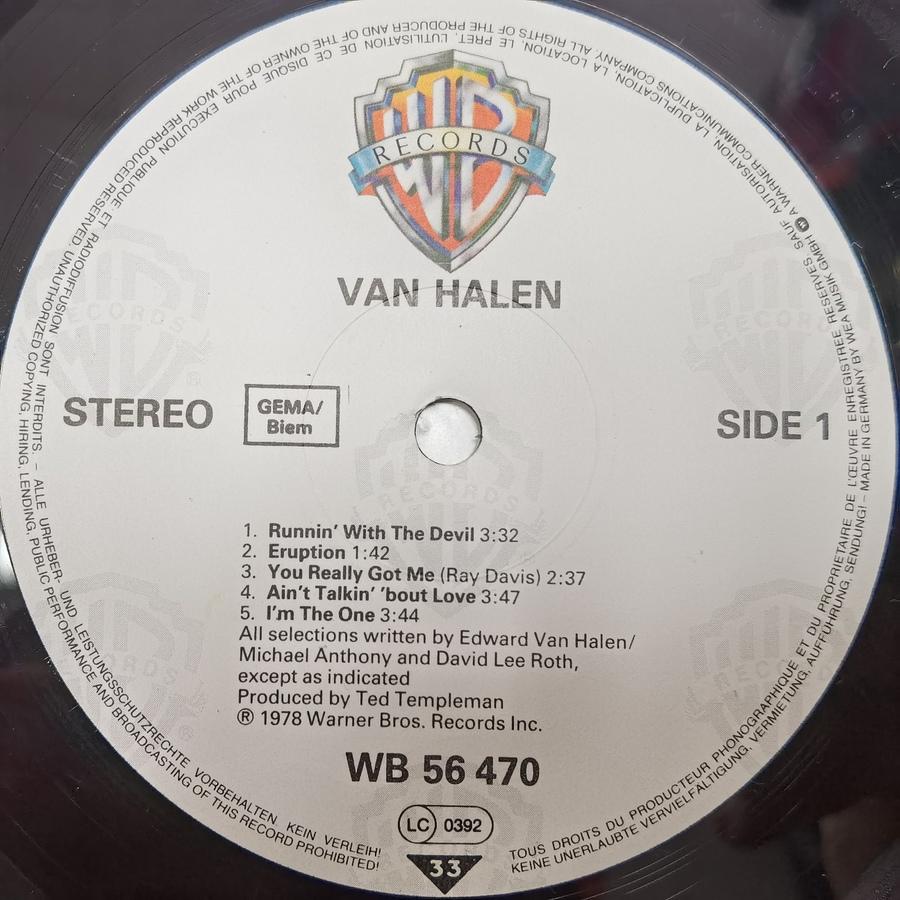 WB
RECORDS
VAN HALEN
STEREO
GEMA/
Biem
SIDE 1
1. Runnin' With The Devil 3:32
2. Eruption 1:42
3. You Really Got Me (Ray Davis) 2:37
4. Ain't Talkin' 'bout Love 3:47
5. I'm The One 3:44
All selections written by Edward Van Halen/
Michael Anthony and David Lee Roth,
except as indicated
Produced by Ted Templeman
Ⓡ 1978 Warner Bros. Records Inc.
WB 56 470
LC 0392
33
TOUS DROITS DU PRODUCTEUR PHONOGRAPHIQUE ET DU PROPRIETAIRE DE L'ŒUVRE ENREGISTREE RESERVES SAUF AUTORISATION, LA DUPLICATION, LA LOCATION, LE PRET, L'UTILISATION DE CE DISQUE POUR EXECUTION PUBLIQUE ET RADIODIFFUSION SONT INTERDITS. – ALLE URHEBER- UND LEISTUNGSSCHUTZRECHTE VORBEHALTEN KEIN VERLEIH!
KEINE UNERLAUBTE VERVIELFÄLTIGUNG, VERMIETUNG, AUFFÜHRUNG, SENDUNG! – MADE IN GERMANY BY WEA MUSIK GMBH A WARNER COMMUNICATIONS COMPANY. ALL RIGHTS OF THE PRODUCER AND OF THE OWNER OF THE WORK REPRODUCED RESERVED UNAUTHORIZED COPYING, HIRING, LENDING, PUBLIC PERFORMANCE AND BROADCASTING OF THIS RECORD PROHIBITED!